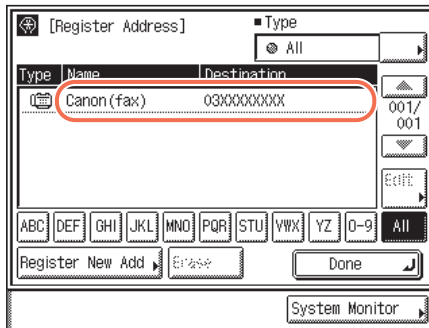 [Register Address]
■Type
All
Type Name Destination
Canon(fax) 03XXXXXXXX
001/
001
Edit
ABC DEF GHI JKL MNO PQR STU VWX YZ 0-9 All
Register New Add Erase Done
System Monitor